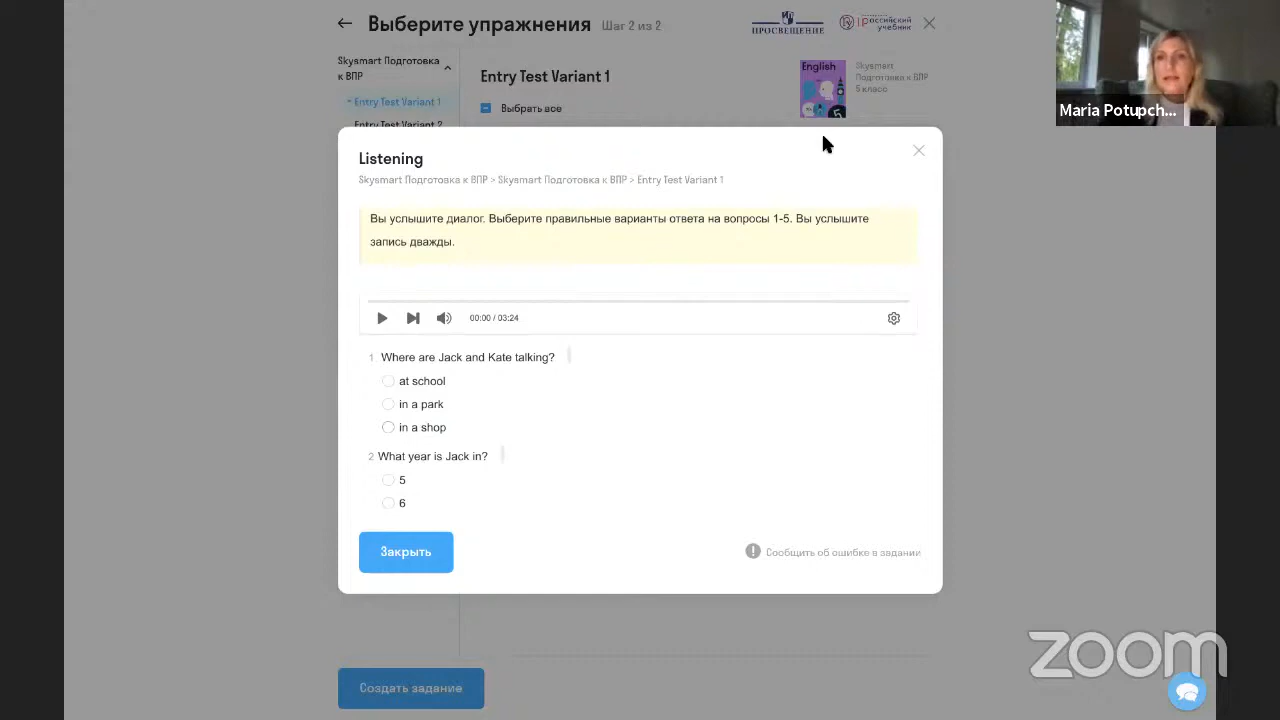 Выберите упражнения Шаг 2 из 2
ПРОСВЕЩЕНИЕ
российский
учебник
Skysmart Подготовка
к ВПР
Entry Test Variant 1
Entry Test Variant 2
Entry Test Variant 1
Выбрать все
English
5
Skysmart
Подготовка к ВПР
5 класс
Maria Potupch...
Listening
Skysmart Подготовка к ВПР > Skysmart Подготовка к ВПР > Entry Test Variant 1
Вы услышите диалог. Выберите правильные варианты ответа на вопросы 1-5. Вы услышите
запись дважды.
00:00 / 03:24
1 Where are Jack and Kate talking?
at school
in a park
in a shop
2 What year is Jack in?
5
6
Закрыть
Сообщить об ошибке в задании
Создать задание
zoom